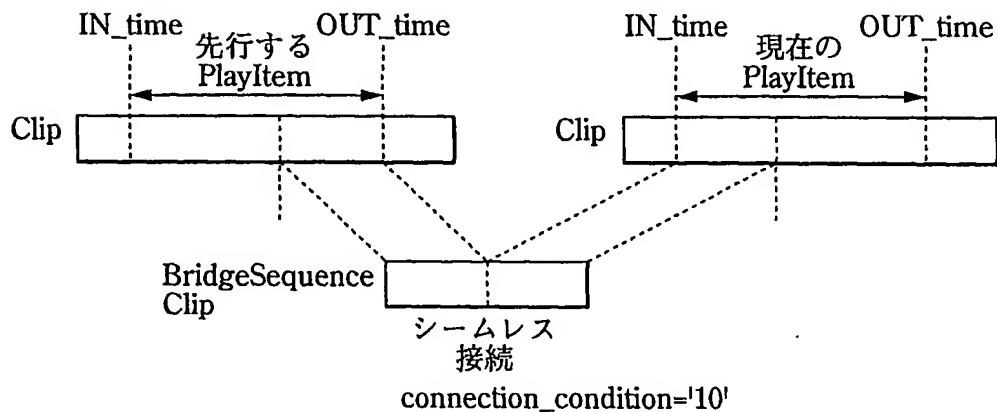 IN_time
OUT_time
先行する
PlayItem
Clip
IN_time
OUT_time
現在の
PlayItem
Clip
BridgeSequence
Clip
シームレス
接続
connection_condition='10'